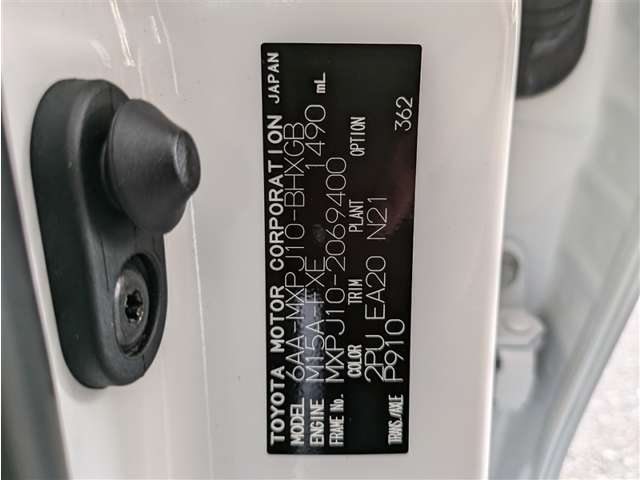 TOYOTA MOTOR CORPORATION JAPAN
MODEL 6AA-MXPJ10-BHXGB
ENGINE M15A-FXE 1490 mL
FRAME No. MXPJ10-2069400
COLOR TRIM PLANT OPTION
2PU EA20 N21
TRANS./AXLE P910 362